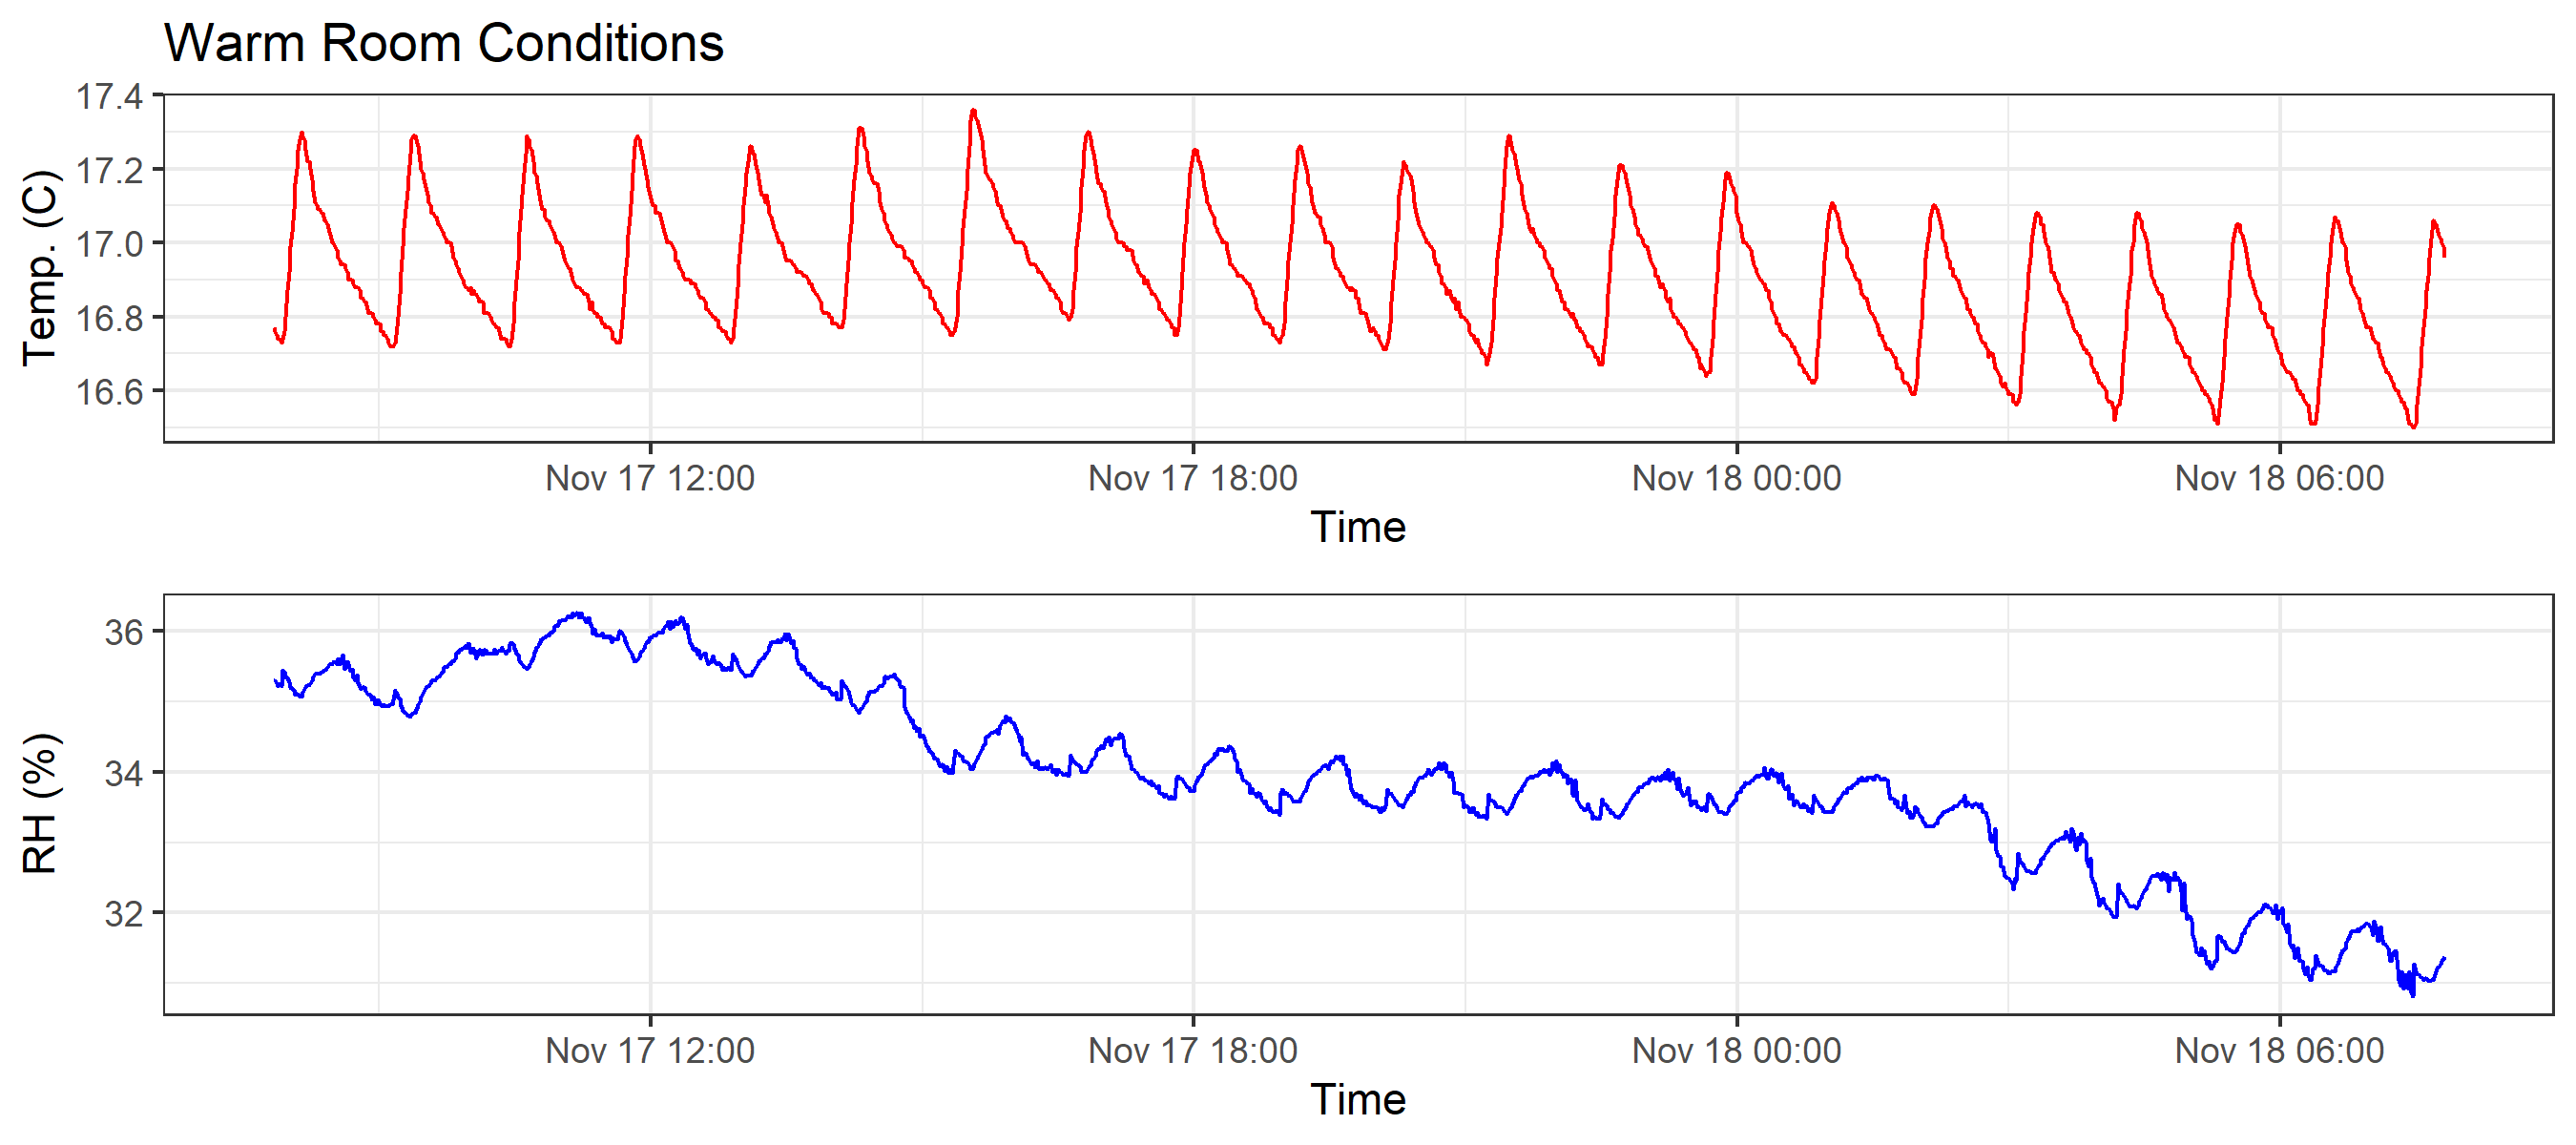 Warm Room Conditions
Temp. (C)
17.4
17.2
17.0
16.8
16.6
Nov 17 12:00 Nov 17 18:00 Nov 18 00:00 Nov 18 06:00
Time
RH (%)
36
34
32
Nov 17 12:00 Nov 17 18:00 Nov 18 00:00 Nov 18 06:00
Time